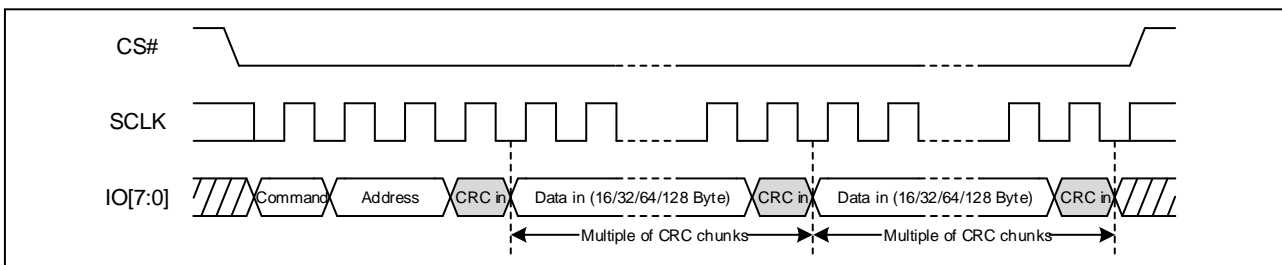 CS#
SCLK
IO[7:0] Command Address CRC in Data in (16/32/64/128 Byte) CRC in Data in (16/32/64/128 Byte) CRC in
Multiple of CRC chunks Multiple of CRC chunks